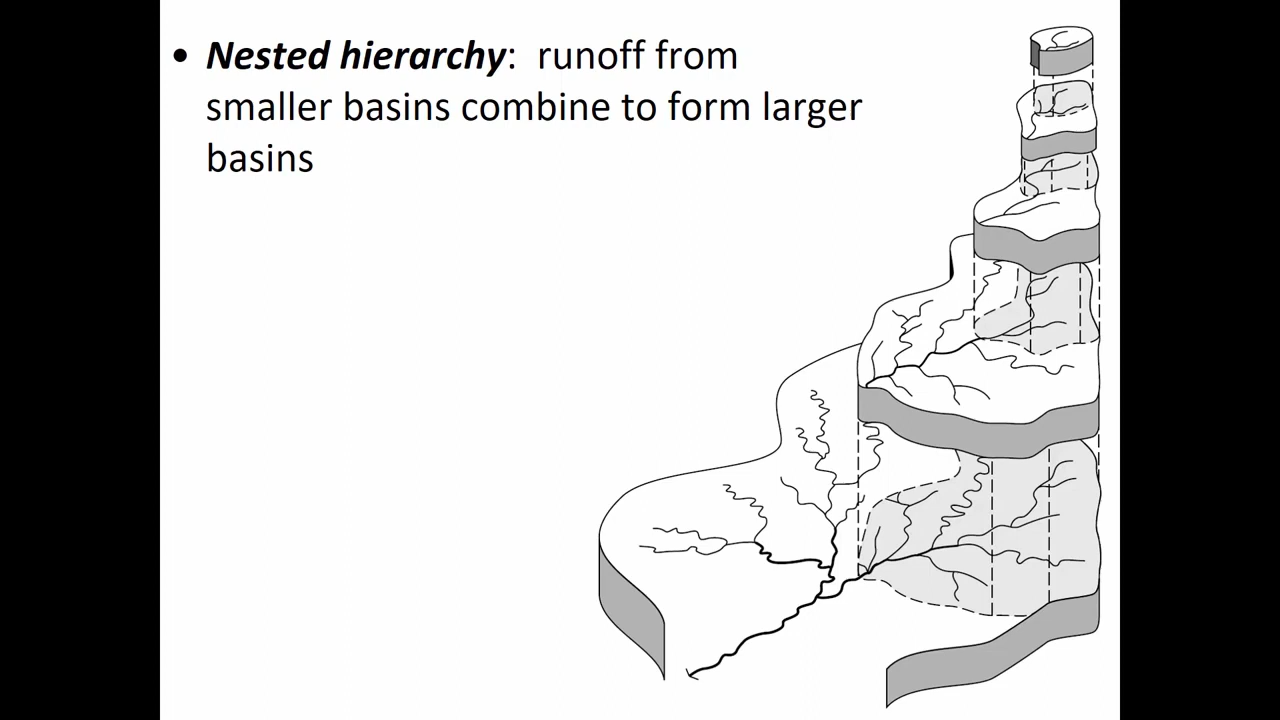 • Nested hierarchy: runoff from
smaller basins combine to form larger
basins